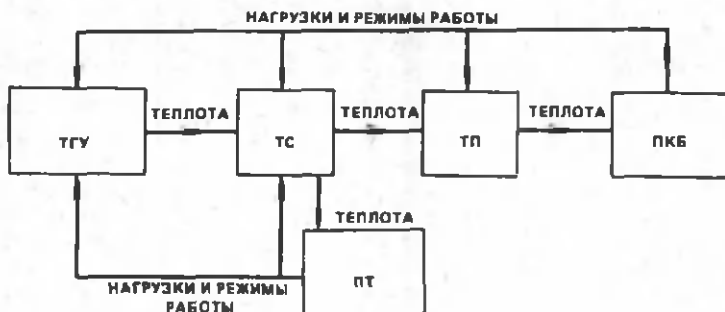 НАГРУЗКИ И РЕЖИМЫ РАБОТЫ
ТЕПЛОТА
ТЕПЛОТА
ТЕПЛОТА
ТГУ
ТС
ТП
ПКБ
ТЕПЛОТА
ПТ
НАГРУЗКИ И РЕЖИМЫ
РАБОТЫ